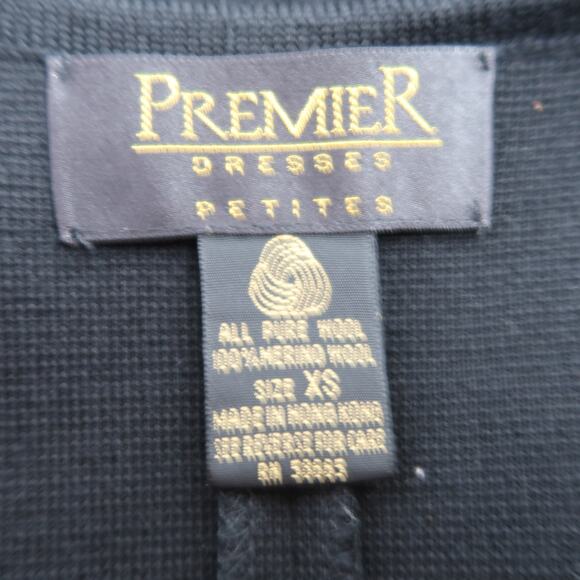 PREMIER
DRESSES
PETITES
ALL PURE WOOL
100% MERINO WOOL
SIZE XS
MADE IN HONG KONG
SEE REVERSE FOR CARE
RN